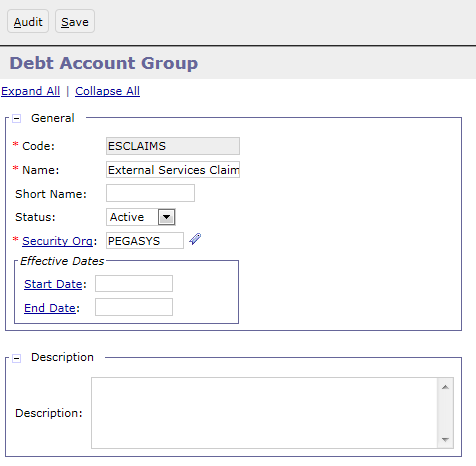 Audit Save
Debt Account Group
Expand All | Collapse All
General
* Code: ESCLAIMS
* Name: External Services Claim
Short Name:
Status: Active
* Security Org: PEGASYS
Effective Dates
Start Date:
End Date:
Description
Description: